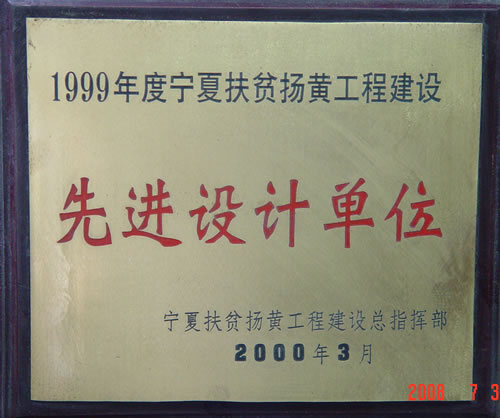 1999年度宁夏扶贫扬黄工程建设
先进设计单位
宁夏扶贫扬黄工程建设总指挥部
2000年3月
2008 7 3